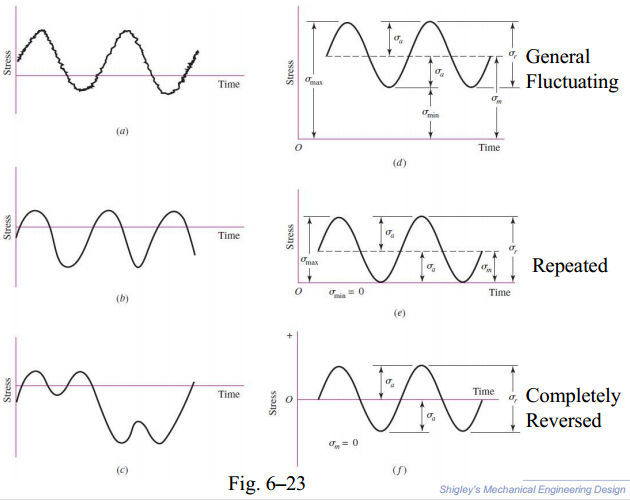 Stress
Time
(a)
Stress
Time
(b)
Stress
Time
(c)
Stress
σmax
σa
σa
σmin
σm
σr
O
Time
(d)
General
Fluctuating
Stress
σmax
σa
σa
σm
σr
O
σmin = 0
Time
(e)
Repeated
+
Stress
O
σa
σa
Time
σr
σm = 0
(f)
Completely
Reversed
Fig. 6–23
Shigley's Mechanical Engineering Design